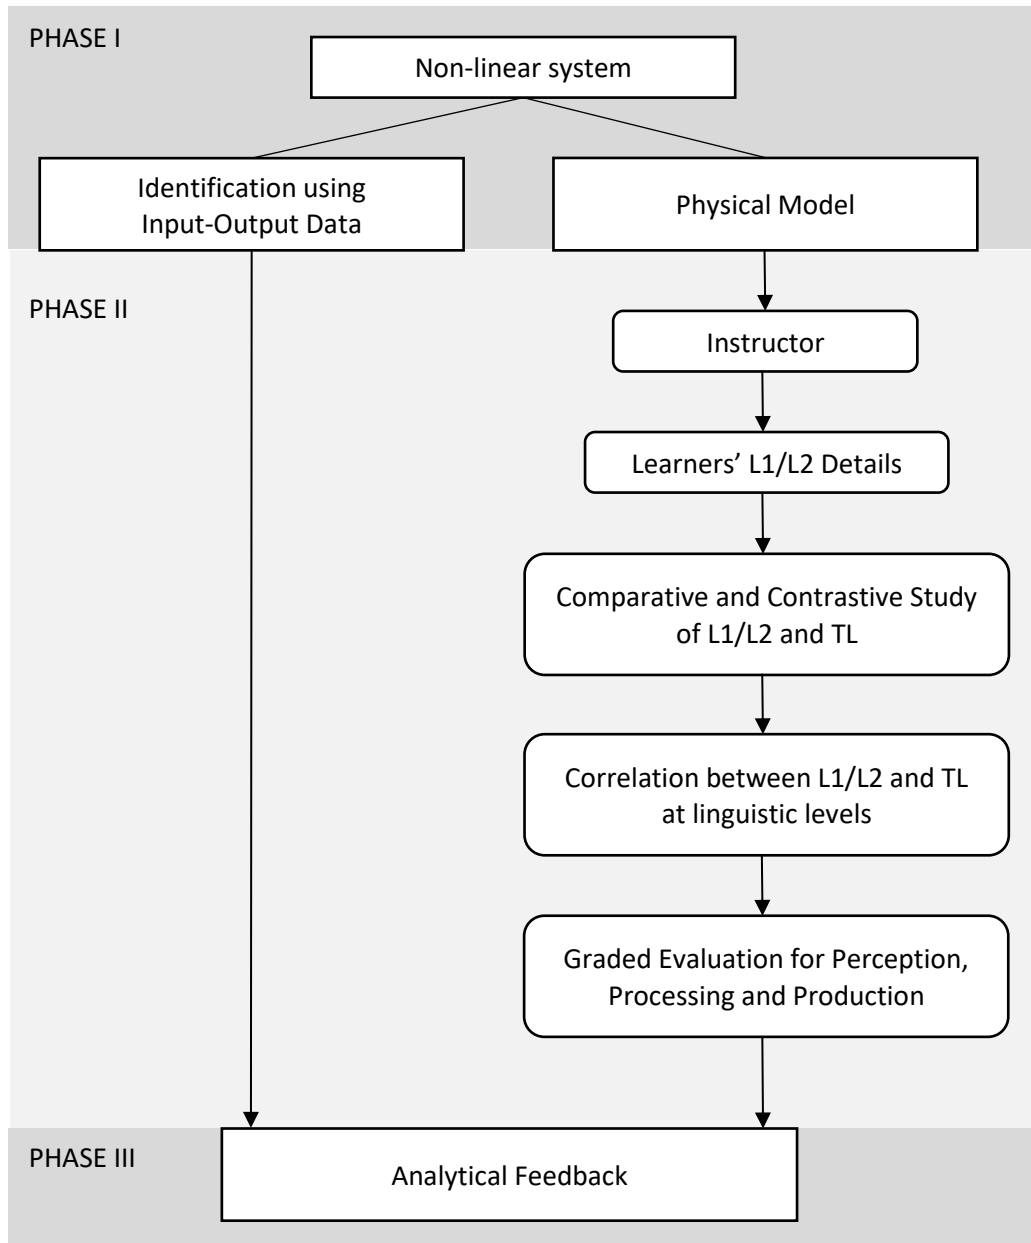 PHASE I
Non-linear system
Identification using
Input-Output Data
Physical Model
PHASE II
Instructor
Learners’ L1/L2 Details
Comparative and Contrastive Study
of L1/L2 and TL
Correlation between L1/L2 and TL
at linguistic levels
Graded Evaluation for Perception,
Processing and Production
PHASE III
Analytical Feedback